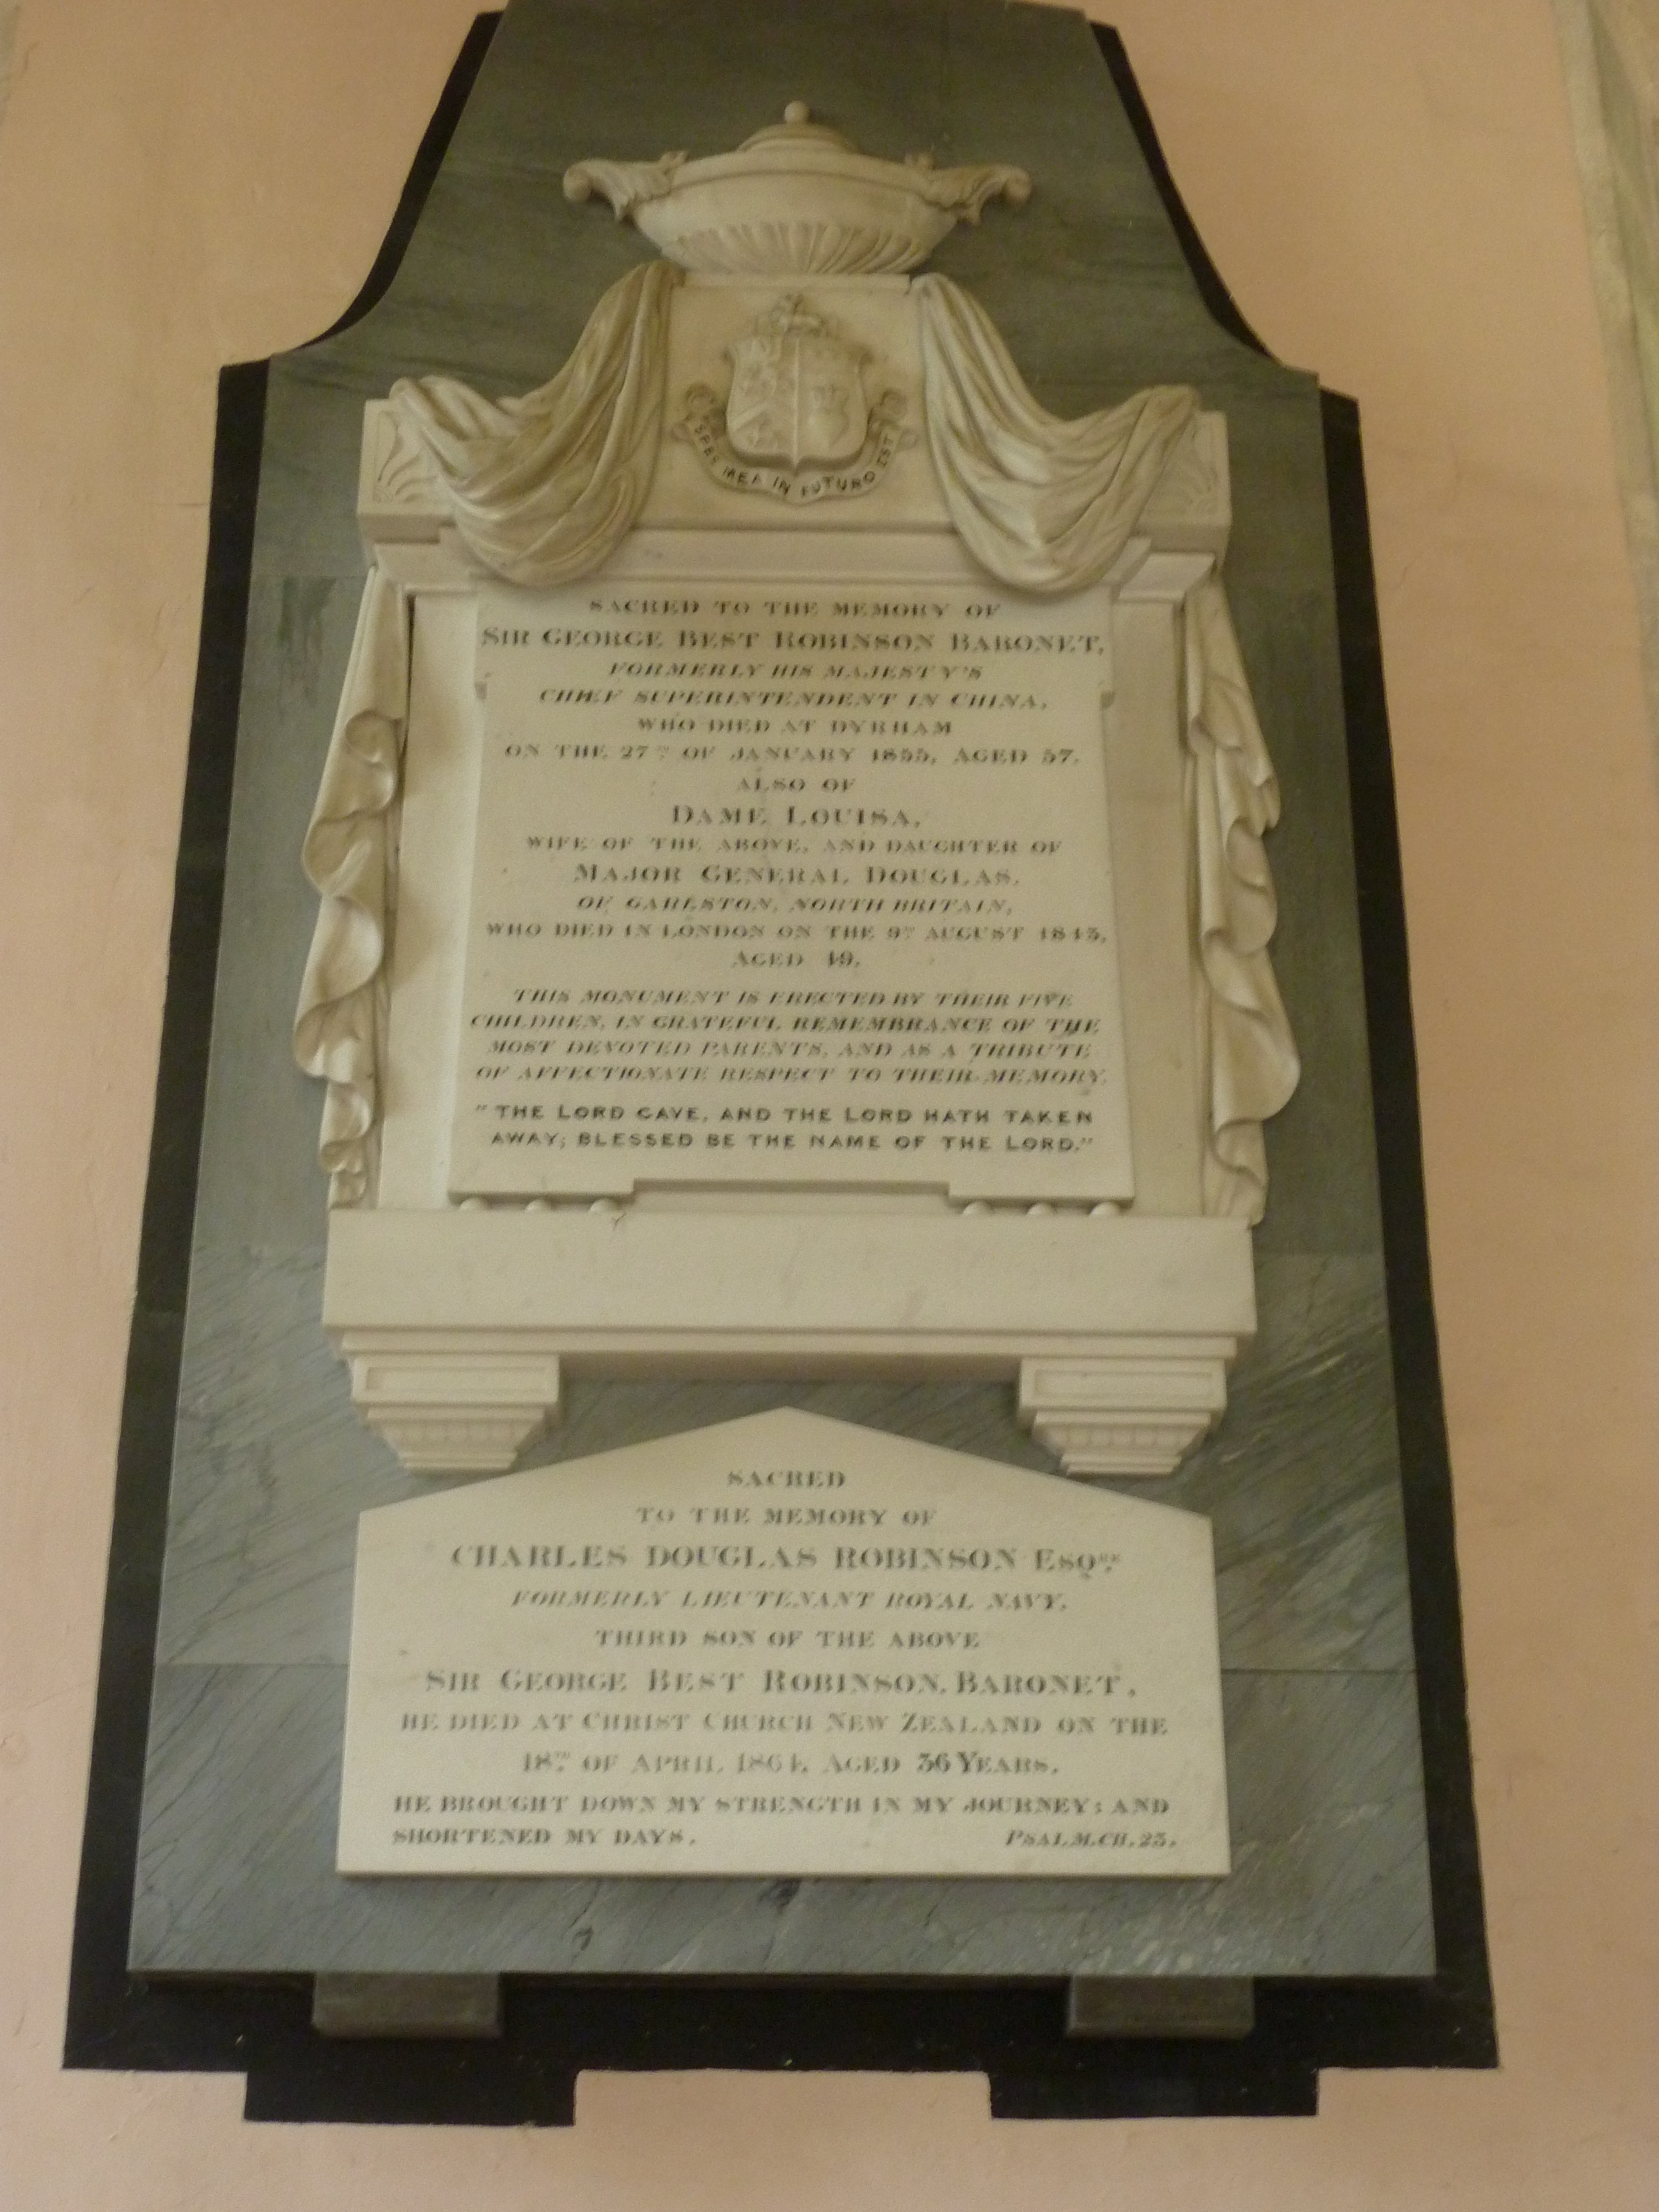 SPES MEA IN FUTURO EST
SACRED TO THE MEMORY OF
SIR GEORGE BEST ROBINSON BARONET,
FORMERLY HIS MAJESTY'S
CHIEF SUPERINTENDENT IN CHINA,
WHO DIED AT DYRHAM
ON THE 27TH OF JANUARY 1855, AGED 57.
ALSO OF
DAME LOUISA,
WIFE OF THE ABOVE, AND DAUGHTER OF
MAJOR GENERAL DOUGLAS,
OF GARLSTON, NORTH BRITAIN,
WHO DIED IN LONDON ON THE 9TH AUGUST 1843,
AGED 49.
THIS MONUMENT IS ERECTED BY THEIR FIVE
CHILDREN, IN GRATEFUL REMEMBRANCE OF THE
MOST DEVOTED PARENTS, AND AS A TRIBUTE
OF AFFECTIONATE RESPECT TO THEIR MEMORY.
"THE LORD GAVE, AND THE LORD HATH TAKEN
AWAY; BLESSED BE THE NAME OF THE LORD."
SACRED
TO THE MEMORY OF
CHARLES DOUGLAS ROBINSON ESQRE.
FORMERLY LIEUTENANT ROYAL NAVY,
THIRD SON OF THE ABOVE
SIR GEORGE BEST ROBINSON, BARONET,
HE DIED AT CHRIST CHURCH NEW ZEALAND ON THE
18TH OF APRIL, 1864, AGED 36 YEARS.
HE BROUGHT DOWN MY STRENGTH IN MY JOURNEY: AND
SHORTENED MY DAYS. PSALM.CII.23.